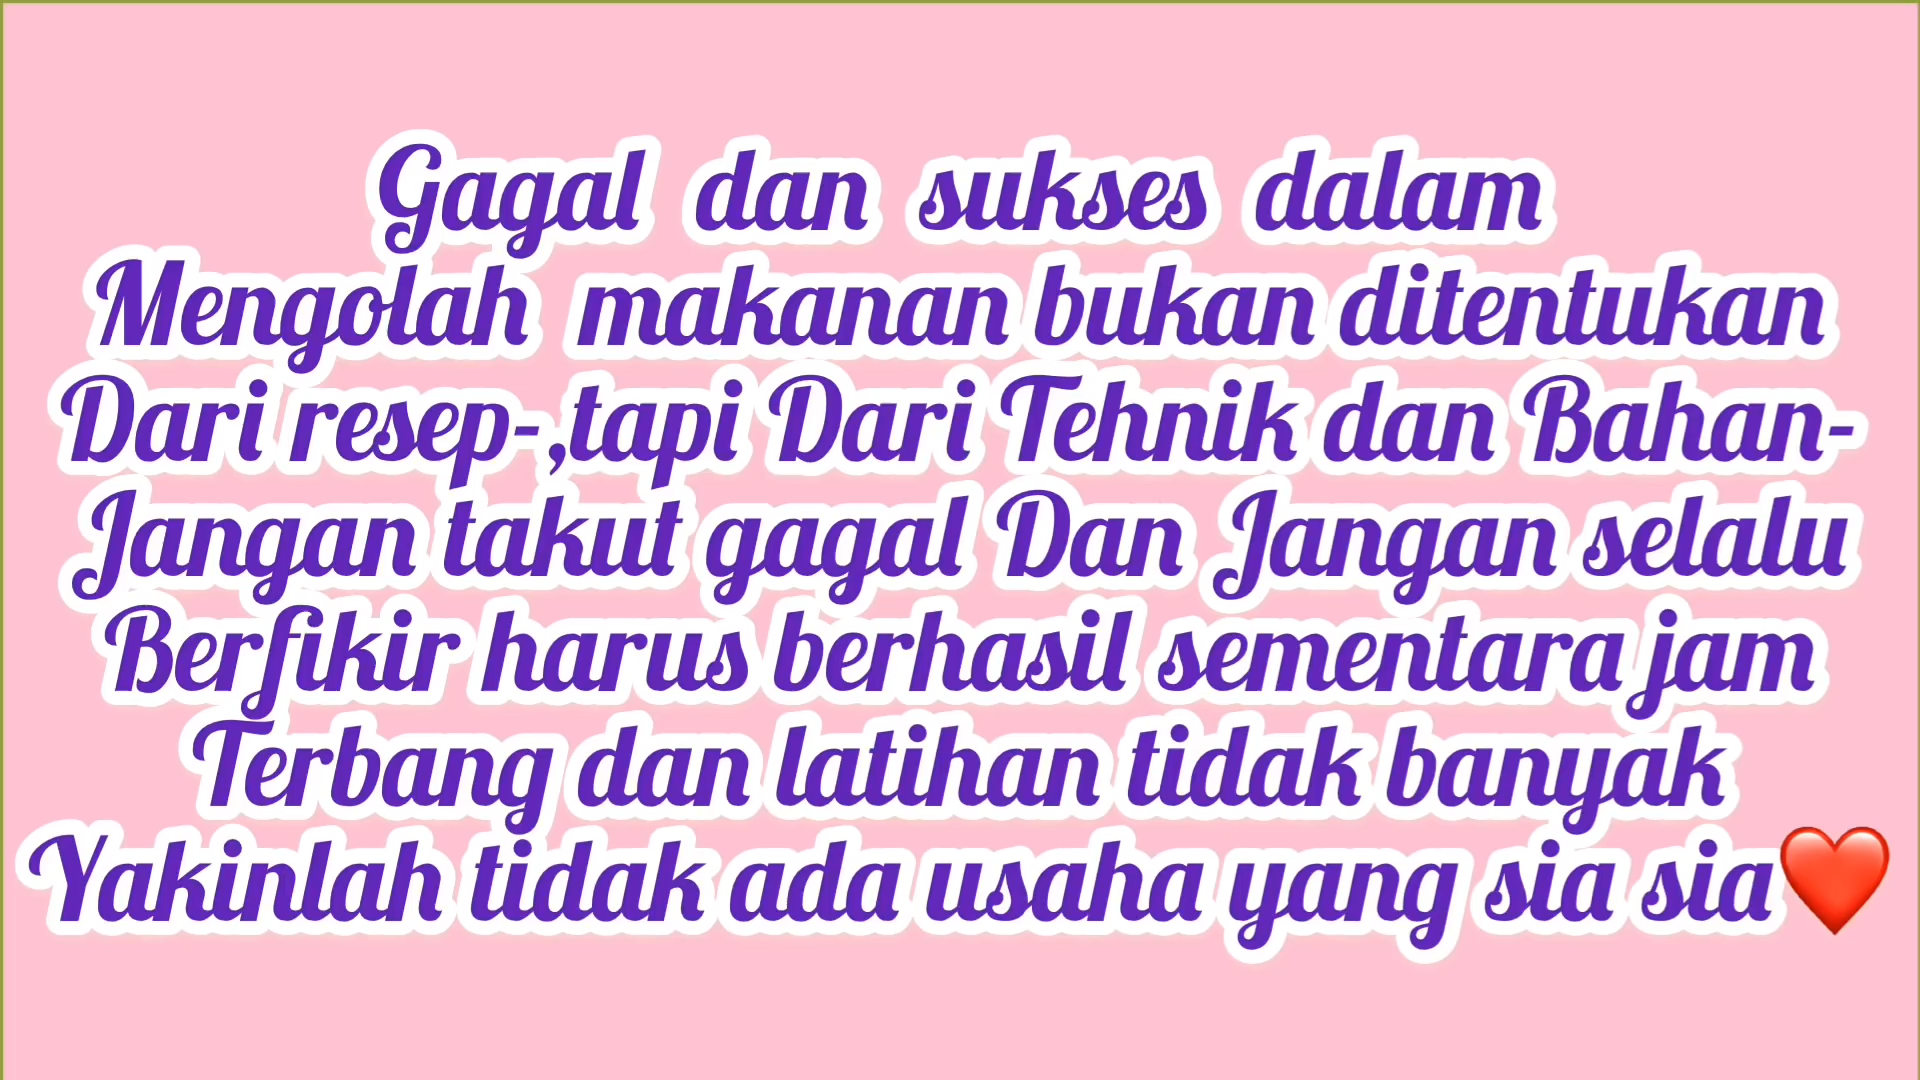 Gagal dan sukses dalam
Mengolah makanan bukan ditentukan
Dari resep-,tapi Dari Tehnik dan Bahan-
Jangan takut gagal Dan Jangan selalu
Berfikir harus berhasil sementara jam
Terbang dan latihan tidak banyak
Yakinlah tidak ada usaha yang sia sia❤️